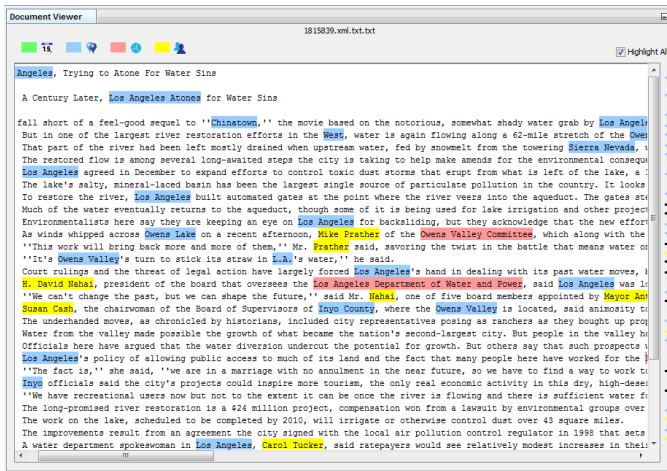 Document Viewer
1815839.xml.txt.txt
15
Highlight All
Angeles, Trying to Atone For Water Sins
A Century Later, Los Angeles Atones for Water Sins
fall short of a feel-good sequel to ''Chinatown,'' the movie based on the notorious, somewhat shady water grab by Los Angele
But in one of the largest river restoration efforts in the West, water is again flowing along a 62-mile stretch of the Owen
That part of the river had been left mostly drained when upstream water, fed by snowmelt from the towering Sierra Nevada, w
The restored flow is among several long-awaited steps the city is taking to help make amends for the environmental conseque
Los Angeles agreed in December to expand efforts to control toxic dust storms that erupt from what is left of the lake, a 1
The lake's salty, mineral-laced basin has been the largest single source of particulate pollution in the country. It looks
To restore the river, Los Angeles built automated gates at the point where the river veers into the aqueduct. The gates ste
Much of the water eventually returns to the aqueduct, though some of it is being used for lake irrigation and other project
Environmentalists here say they are keeping an eye on Los Angeles for backsliding, but they acknowledge that the new effort
As winds whipped across Owens Lake on a recent afternoon, Mike Prather of the Owens Valley Committee, which along with the
''This work will bring back more and more of them,'' Mr. Prather said, savoring the twist in the battle that means water on
''It's Owens Valley's turn to stick its straw in L.A.'s water,'' he said.
Court rulings and the threat of legal action have largely forced Los Angeles's hand in dealing with its past water moves, b
H. David Nahai, president of the board that oversees the Los Angeles Department of Water and Power, said Los Angeles was lo
''We can't change the past, but we can shape the future,'' said Mr. Nahai, one of five board members appointed by Mayor Ant
Susan Cash, the chairwoman of the Board of Supervisors of Inyo County, where the Owens Valley is located, said animosity to
The underhanded moves, as chronicled by historians, included city representatives posing as ranchers as they bought up prop
Water from the valley made possible the growth of what became the nation's second-largest city. But people in the valley ha
Officials here have argued that the water diversion undercut the potential for growth. But others say that such prospects w
Los Angeles's policy of allowing public access to much of its land and the fact that many people here have worked for the
''The fact is,'' she said, ''we are in a marriage with no annulment in the near future, so we have to find a way to work to
Inyo officials said the city's projects could inspire more tourism, the only real economic activity in this dry, high-deser
''We have recreational users now but not to the extent it can be once the river is flowing and there is sufficient water fo
The long-promised river restoration is a $24 million project, compensation won from a lawsuit by environmental groups over
The work on the lake, scheduled to be completed by 2010, will irrigate or otherwise control dust over 43 square miles.
The improvements result from an agreement the city signed with the local air pollution control regulator in 1998 that sets
A water department spokeswoman in Los Angeles, Carol Tucker, said ratepayers would see relatively modest increases in their